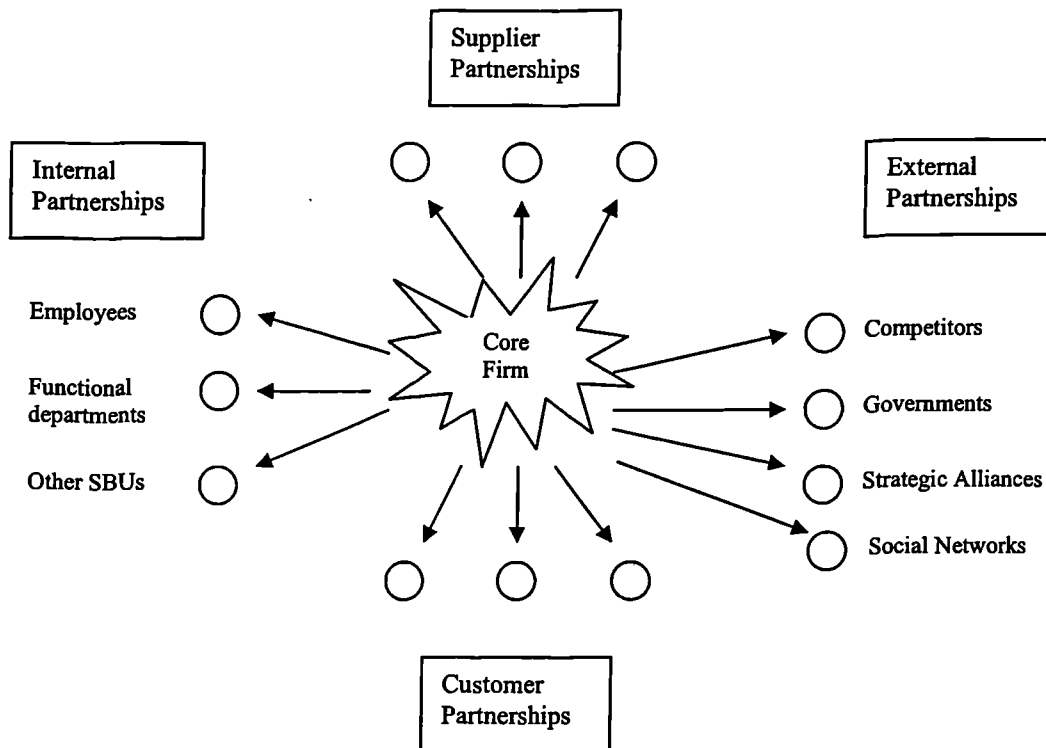 Supplier
Partnerships
Internal
Partnerships
External
Partnerships
Employees
Functional
departments
Other SBUs
Core
Firm
Competitors
Governments
Strategic Alliances
Social Networks
Customer
Partnerships